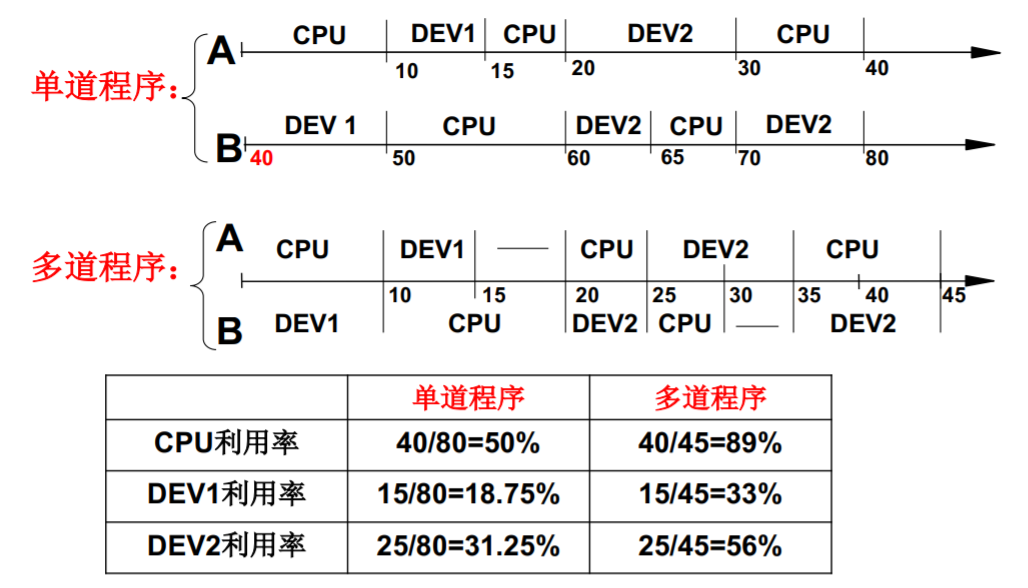 单道程序：
A CPU DEV1 CPU DEV2 CPU
10 15 20 30 40
B DEV 1 CPU DEV2 CPU DEV2
40 50 60 65 70 80
多道程序：
A CPU DEV1 CPU DEV2 CPU
10 15 20 25 30 35 40 45
B DEV1 CPU DEV2 CPU DEV2
单道程序 多道程序
CPU利用率 40/80=50% 40/45=89%
DEV1利用率 15/80=18.75% 15/45=33%
DEV2利用率 25/80=31.25% 25/45=56%